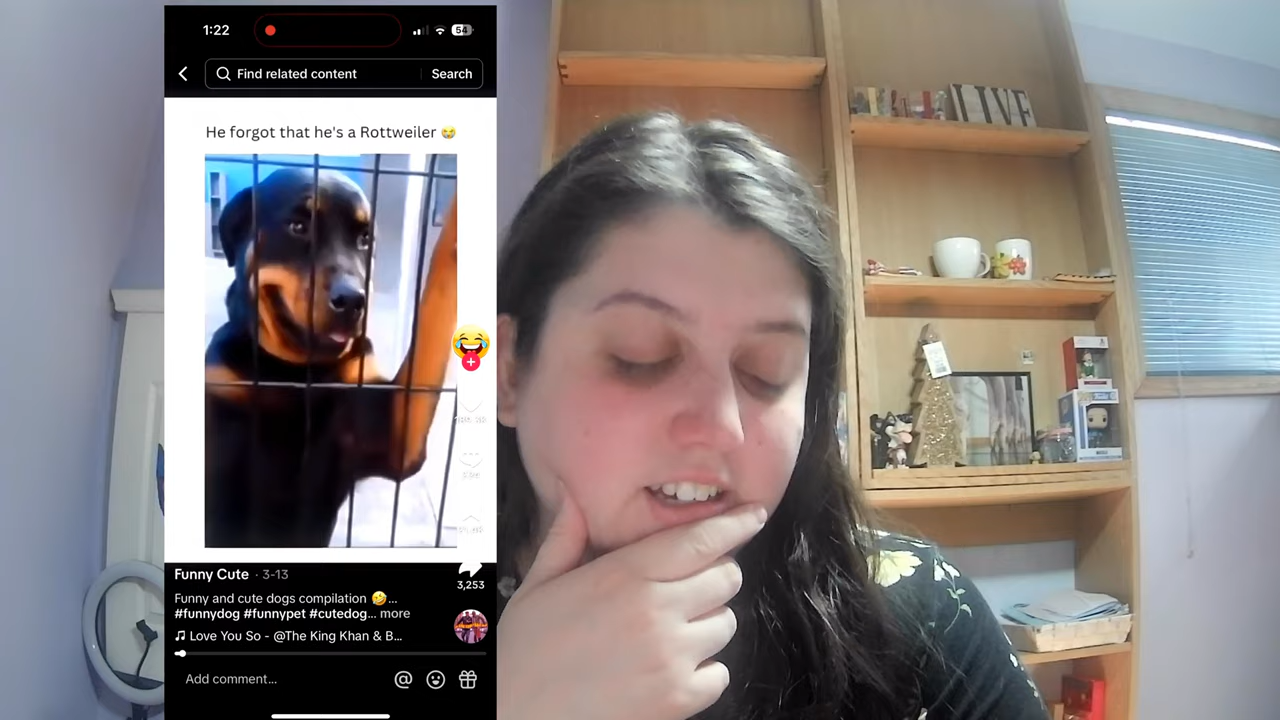 1:22
54
Find related content
Search
He forgot that he's a Rottweiler 😹
Funny Cute · 3-13
3,253
Funny and cute dogs compilation 🤣...
#funnydog #funnypet #cutedog... more
Love You So - @The King Khan & B...
Add comment...
LIVE